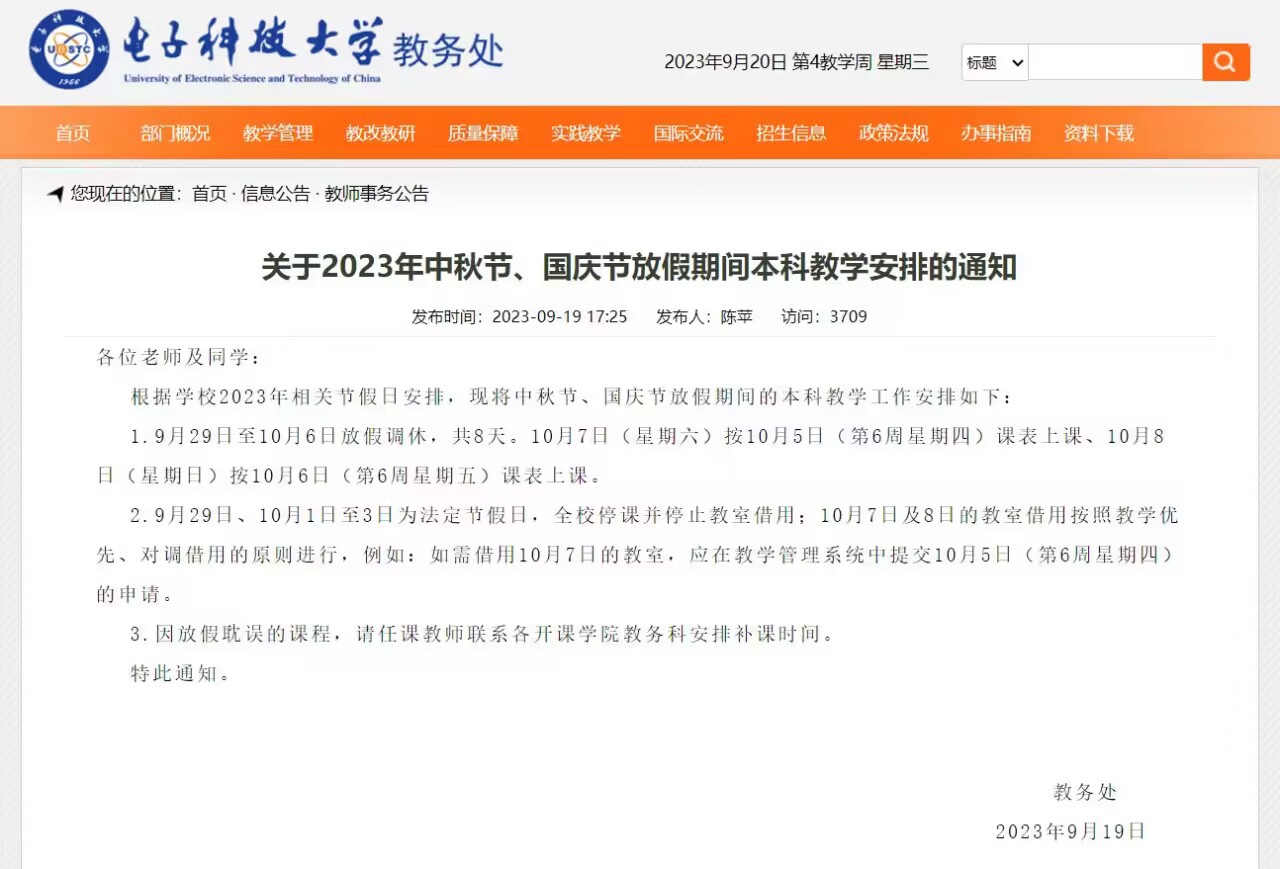 电子科技大学 教务处
University of Electronic Science and Technology of China
UESTC
1956
2023年9月20日 第4教学周 星期三
标题
首页 部门概况 教学管理 教改教研 质量保障 实践教学 国际交流 招生信息 政策法规 办事指南 资料下载
您现在的位置：首页 · 信息公告 · 教师事务公告
关于2023年中秋节、国庆节放假期间本科教学安排的通知
发布时间：2023-09-19 17:25 发布人：陈苹 访问：3709
各位老师及同学：
根据学校2023年相关节假日安排，现将中秋节、国庆节放假期间的本科教学工作安排如下：
1.9月29日至10月6日放假调休，共8天。10月7日（星期六）按10月5日（第6周星期四）课表上课、10月8
日（星期日）按10月6日（第6周星期五）课表上课。
2.9月29日、10月1日至3日为法定节假日，全校停课并停止教室借用；10月7日及8日的教室借用按照教学优
先、对调借用的原则进行，例如：如需借用10月7日的教室，应在教学管理系统中提交10月5日（第6周星期四）
的申请。
3.因放假耽误的课程，请任课教师联系各开课学院教务科安排补课时间。
特此通知。
教务处
2023年9月19日